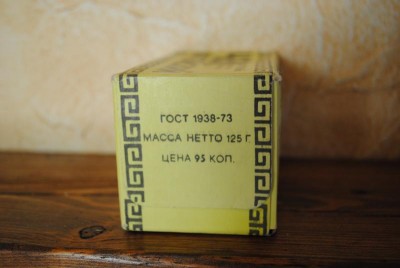 ГОСТ 1938-73
МАССА НЕТТО 125 Г.
ЦЕНА 95 КОП.